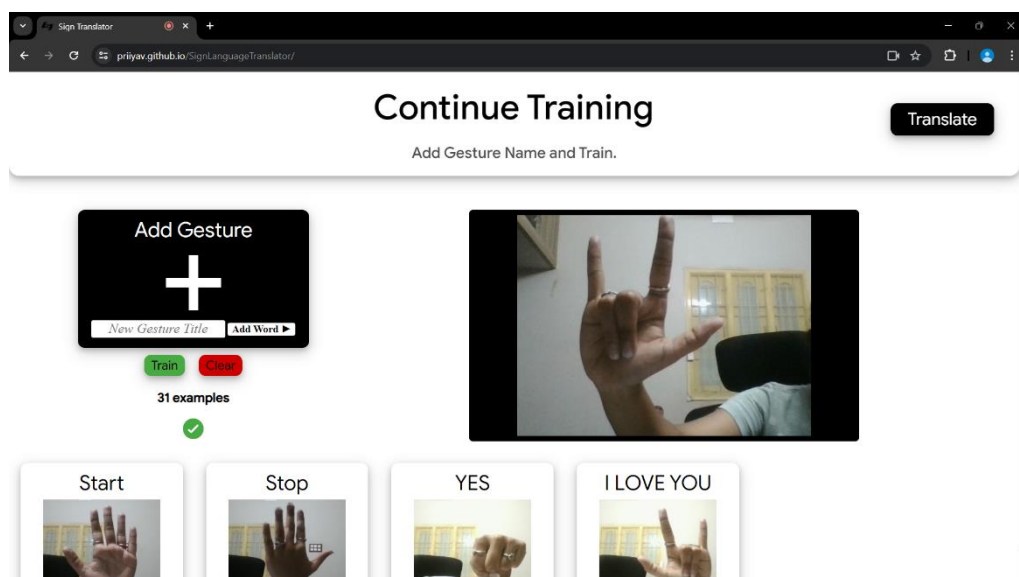 Sign Translator
priiyav.github.io/SignLanguageTranslator/
Continue Training
Translate
Add Gesture Name and Train.
Add Gesture
New Gesture Title
Add Word ►
Train
Clear
31 examples
Start
Stop
YES
I LOVE YOU